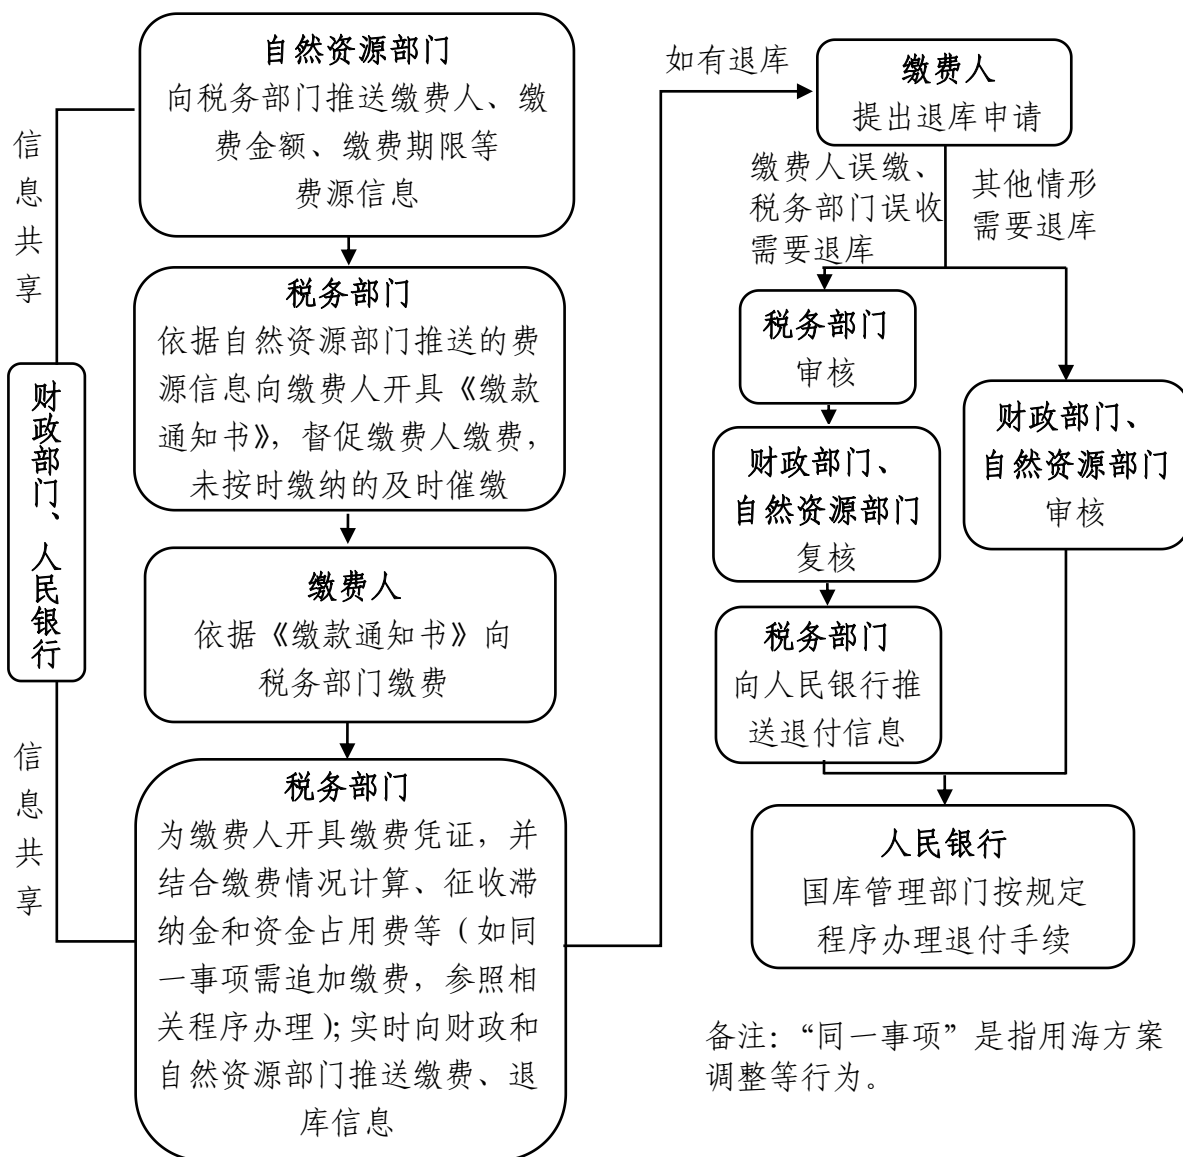 自然资源部门
向税务部门推送缴费人、缴
费金额、缴费期限等
费源信息
税务部门
依据自然资源部门推送的费
源信息向缴费人开具《缴款
通知书》，督促缴费人缴费，
未按时缴纳的及时催缴
缴费人
依据《缴款通知书》向
税务部门缴费
税务部门
为缴费人开具缴费凭证，并
结合缴费情况计算、征收滞
纳金和资金占用费等（如同
一事项需追加缴费，参照相
关程序办理）；实时向财政和
自然资源部门推送缴费、退
库信息
信息共享
财政部门、人民银行
信息共享
如有退库
缴费人
提出退库申请
缴费人误缴、
税务部门误收
需要退库
其他情形
需要退库
税务部门
审核
财政部门、
自然资源部门
复核
税务部门
向人民银行推
送退付信息
财政部门、
自然资源部门
审核
人民银行
国库管理部门按规定
程序办理退付手续
备注：“同一事项”是指用海方案
调整等行为。